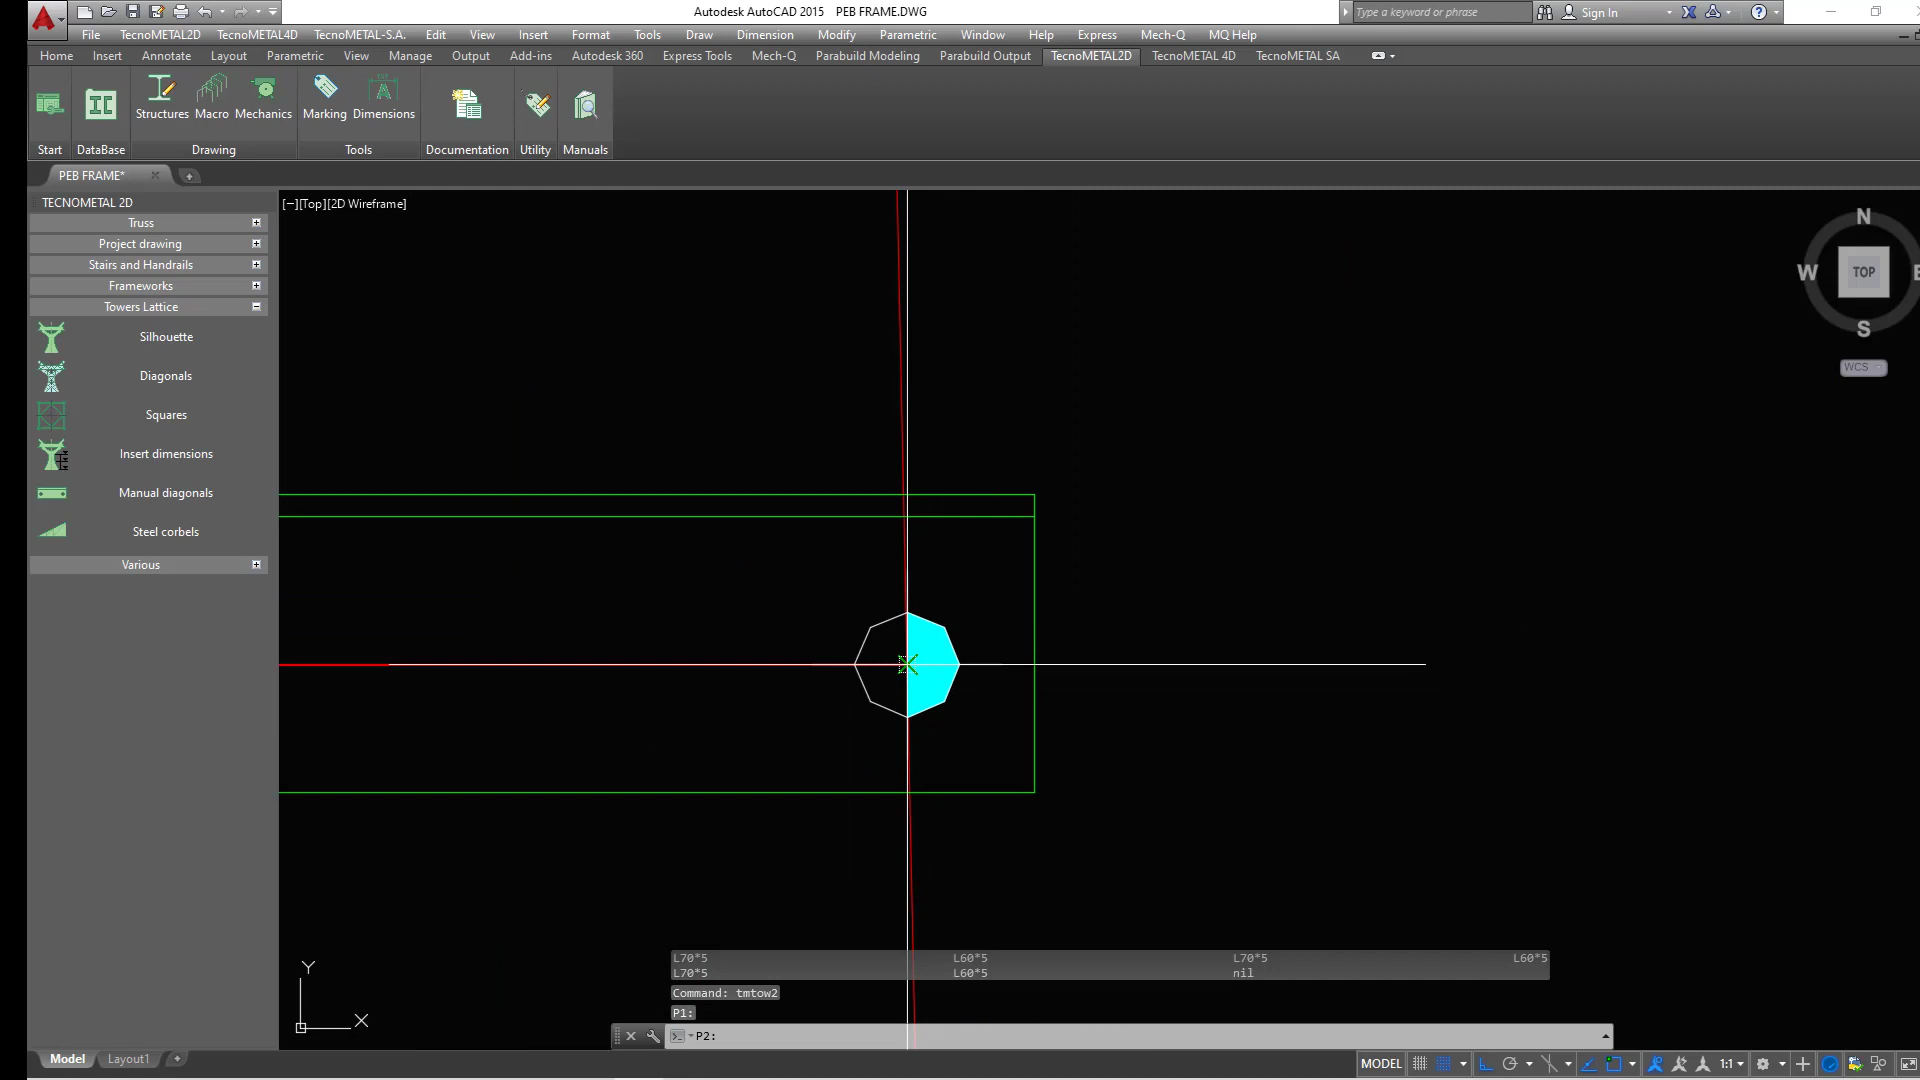 Autodesk AutoCAD 2015 PEB FRAME.DWG
Type a keyword or phrase
Sign In
File TecnoMETAL2D TecnoMETAL4D TecnoMETAL-S.A. Edit View Insert Format Tools Draw Dimension Modify Parametric Window Help Express Mech-Q MQ Help
Home Insert Annotate Layout Parametric View Manage Output Add-ins Autodesk 360 Express Tools Mech-Q Parabuild Modeling Parabuild Output TecnoMETAL2D TecnoMETAL 4D TecnoMETAL SA
Structures Macro Mechanics Marking Dimensions
Start DataBase Drawing Tools Documentation Utility Manuals
PEB FRAME*
TECNOMETAL 2D
[−][Top][2D Wireframe]
Truss
Project drawing
Stairs and Handrails
Frameworks
Towers Lattice
Silhouette
Diagonals
Squares
Insert dimensions
Manual diagonals
Steel corbels
Various
N
W TOP E
S
WCS
Y
X
L70*5 L60*5 L70*5 L60*5
L70*5 L60*5 nil
Command: tmtow2
P1:
P2:
Model Layout1
MODEL 1:1